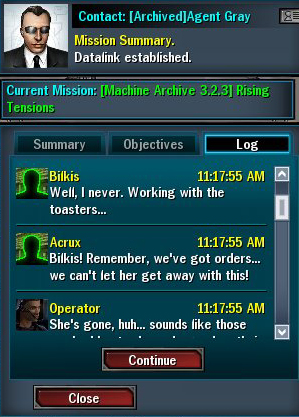 Contact: [Archived]Agent Gray
Mission Summary.
Datalink established.
Current Mission: [Machine Archive 3.2.3] Rising
Tensions
Summary
Objectives
Log
Bilkis 11:17:55 AM
Well, I never. Working with the
toasters...
Acrux 11:17:55 AM
Bilkis! Remember, we've got orders...
we can't let her get away with this!
Operator 11:17:55 AM
She's gone, huh... sounds like those
Continue
Close